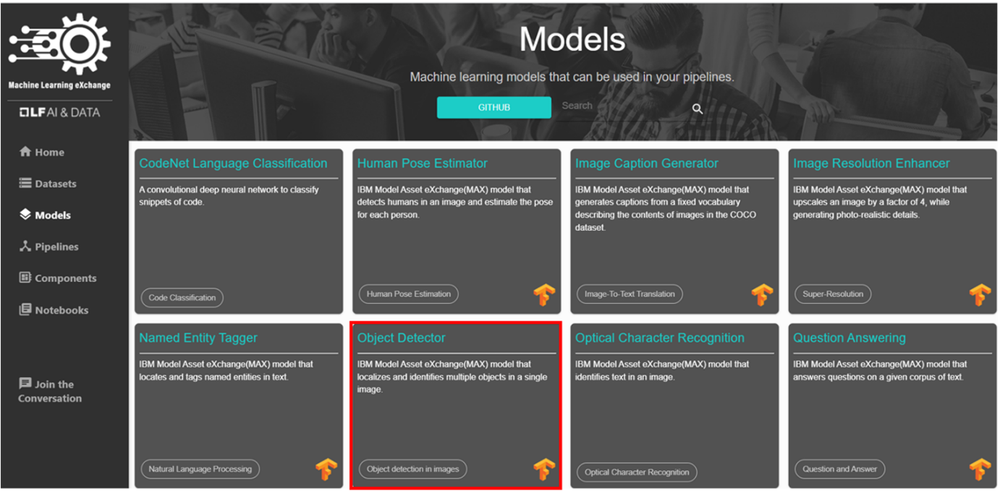 Machine Learning eXchange
LF AI & DATA
Home
Datasets
Models
Pipelines
Components
Notebooks
Join the
Conversation
Models
Machine learning models that can be used in your pipelines.
GITHUB
Search
CodeNet Language Classification
A convolutional deep neural network to classify
snippets of code.
Code Classification
Human Pose Estimator
IBM Model Asset eXchange(MAX) model that
detects humans in an image and estimate the pose
for each person.
Human Pose Estimation
Image Caption Generator
IBM Model Asset eXchange(MAX) model that
generates captions from a fixed vocabulary
describing the contents of images in the COCO
dataset.
Image-To-Text Translation
Image Resolution Enhancer
IBM Model Asset eXchange(MAX) model that
upscales an image by a factor of 4, while
generating photo-realistic details.
Super-Resolution
Named Entity Tagger
IBM Model Asset eXchange(MAX) model that
locates and tags named entities in text.
Natural Language Processing
Object Detector
IBM Model Asset eXchange(MAX) model that
localizes and identifies multiple objects in a single
image.
Object detection in images
Optical Character Recognition
IBM Model Asset eXchange(MAX) model that
identifies text in an image.
Optical Character Recognition
Question Answering
IBM Model Asset eXchange(MAX) model that
answers questions on a given corpus of text.
Question and Answer